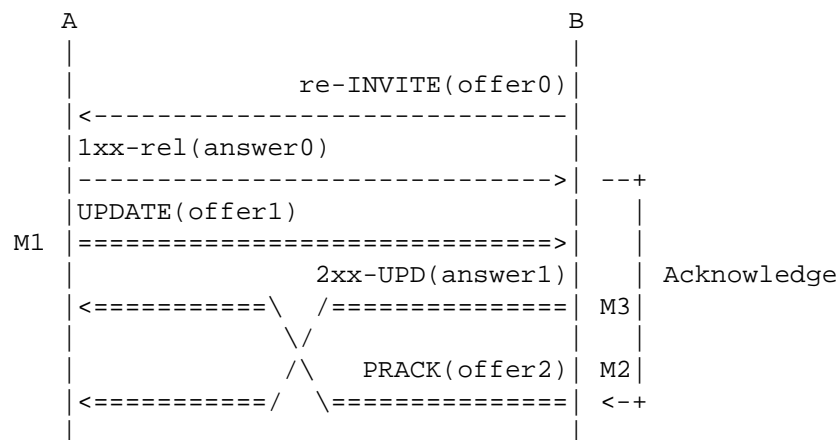 A                                B
|                                |
|               re-INVITE(offer0)|
|<-------------------------------|
|1xx-rel(answer0)                |
|------------------------------->| --+
|UPDATE(offer1)                  |   |
M1 |==============================>|   |
|               2xx-UPD(answer1)|   | Acknowledge
|<===========\  /===============| M3|
|             \/                |   |
|             /\   PRACK(offer2)| M2|
|<===========/  \===============| <-+
|                                |